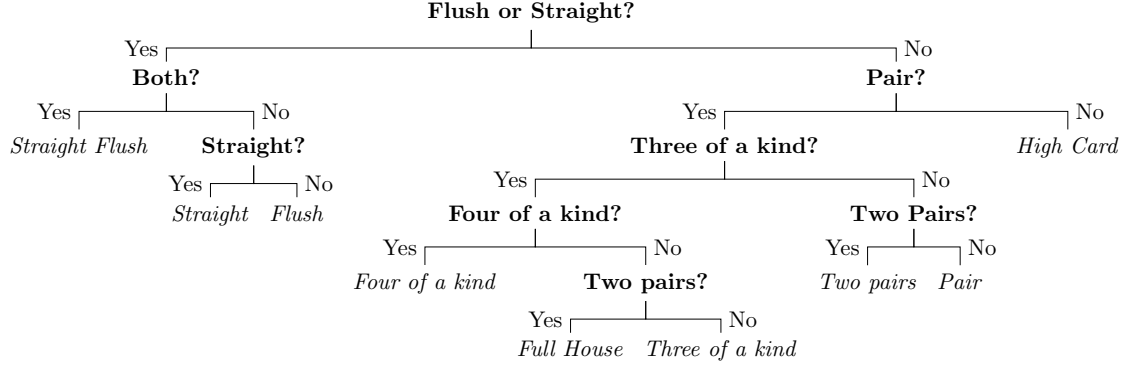 Flush or Straight?
Yes No
Both? Pair?
Yes No Yes No
Straight Flush Straight? Three of a kind? High Card
Yes No Yes No
Straight Flush Four of a kind? Two Pairs?
Yes No Yes No
Four of a kind Two pairs? Two pairs Pair
Yes No
Full House Three of a kind